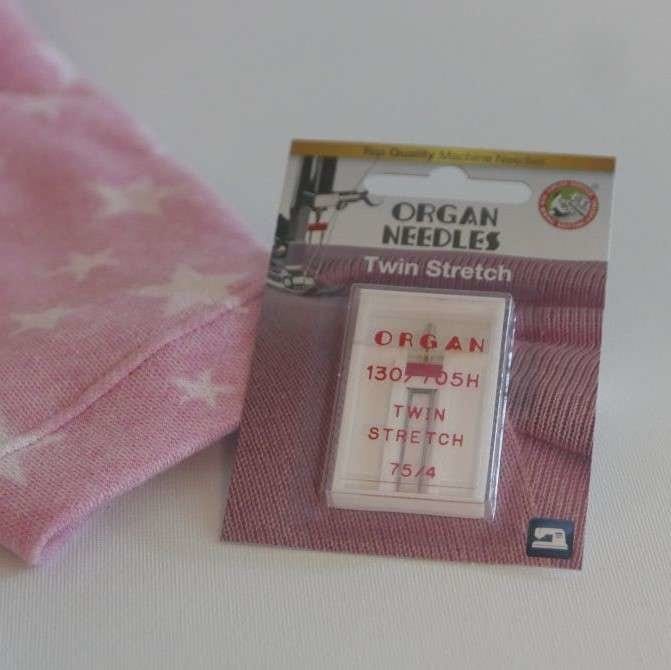 Top Quality Machine Needles
ORGAN
NEEDLES
Twin Stretch
ORGAN
130/705H
TWIN
STRETCH
75/4